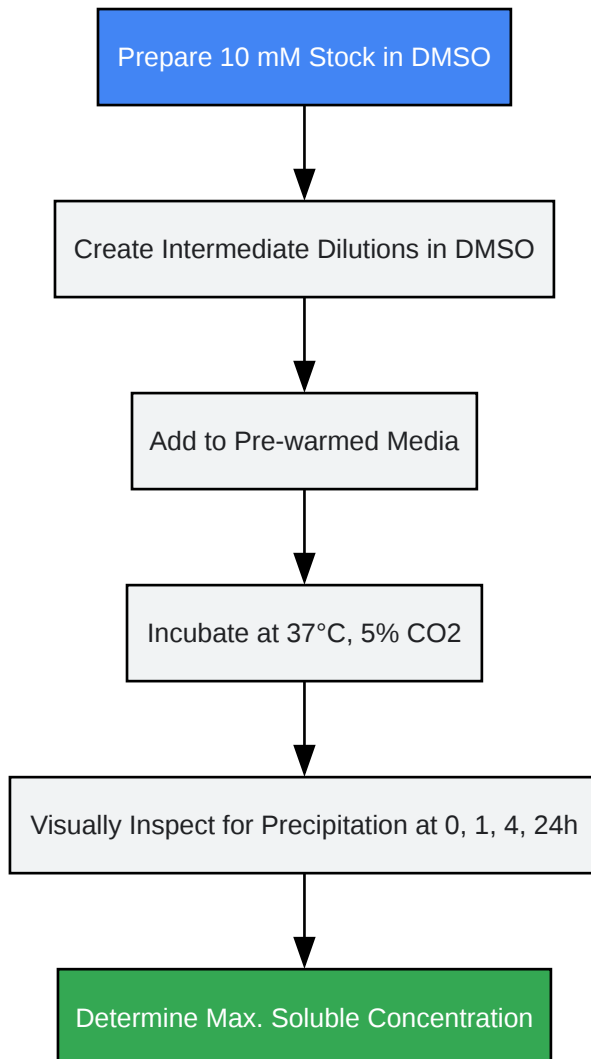 Prepare 10 mM Stock in DMSO
Create Intermediate Dilutions in DMSO
Add to Pre-warmed Media
Incubate at 37°C, 5% CO2
Visually Inspect for Precipitation at 0, 1, 4, 24h
Determine Max. Soluble Concentration